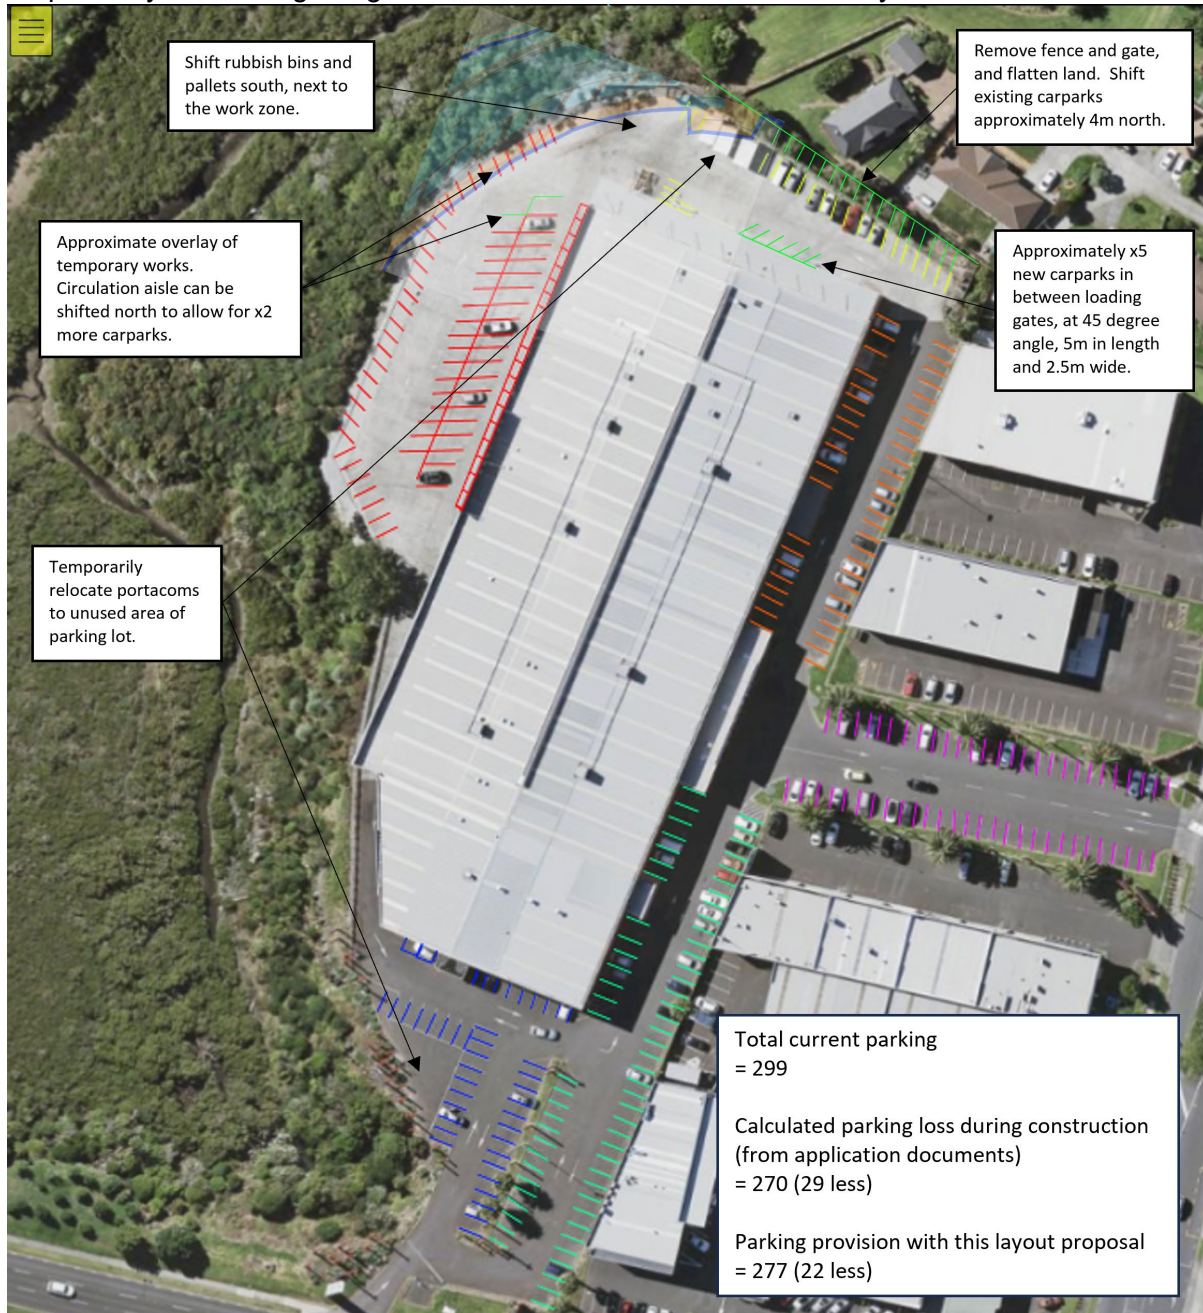 Shift rubbish bins and
pallets south, next to
the work zone.
Remove fence and gate,
and flatten land. Shift
existing carparks
approximately 4m north.
Approximate overlay of
temporary works.
Circulation aisle can be
shifted north to allow for x2
more carparks.
Approximately x5
new carparks in
between loading
gates, at 45 degree
angle, 5m in length
and 2.5m wide.
Temporarily
relocate portacoms
to unused area of
parking lot.
Total current parking
= 299
Calculated parking loss during construction
(from application documents)
= 270 (29 less)
Parking provision with this layout proposal
= 277 (22 less)